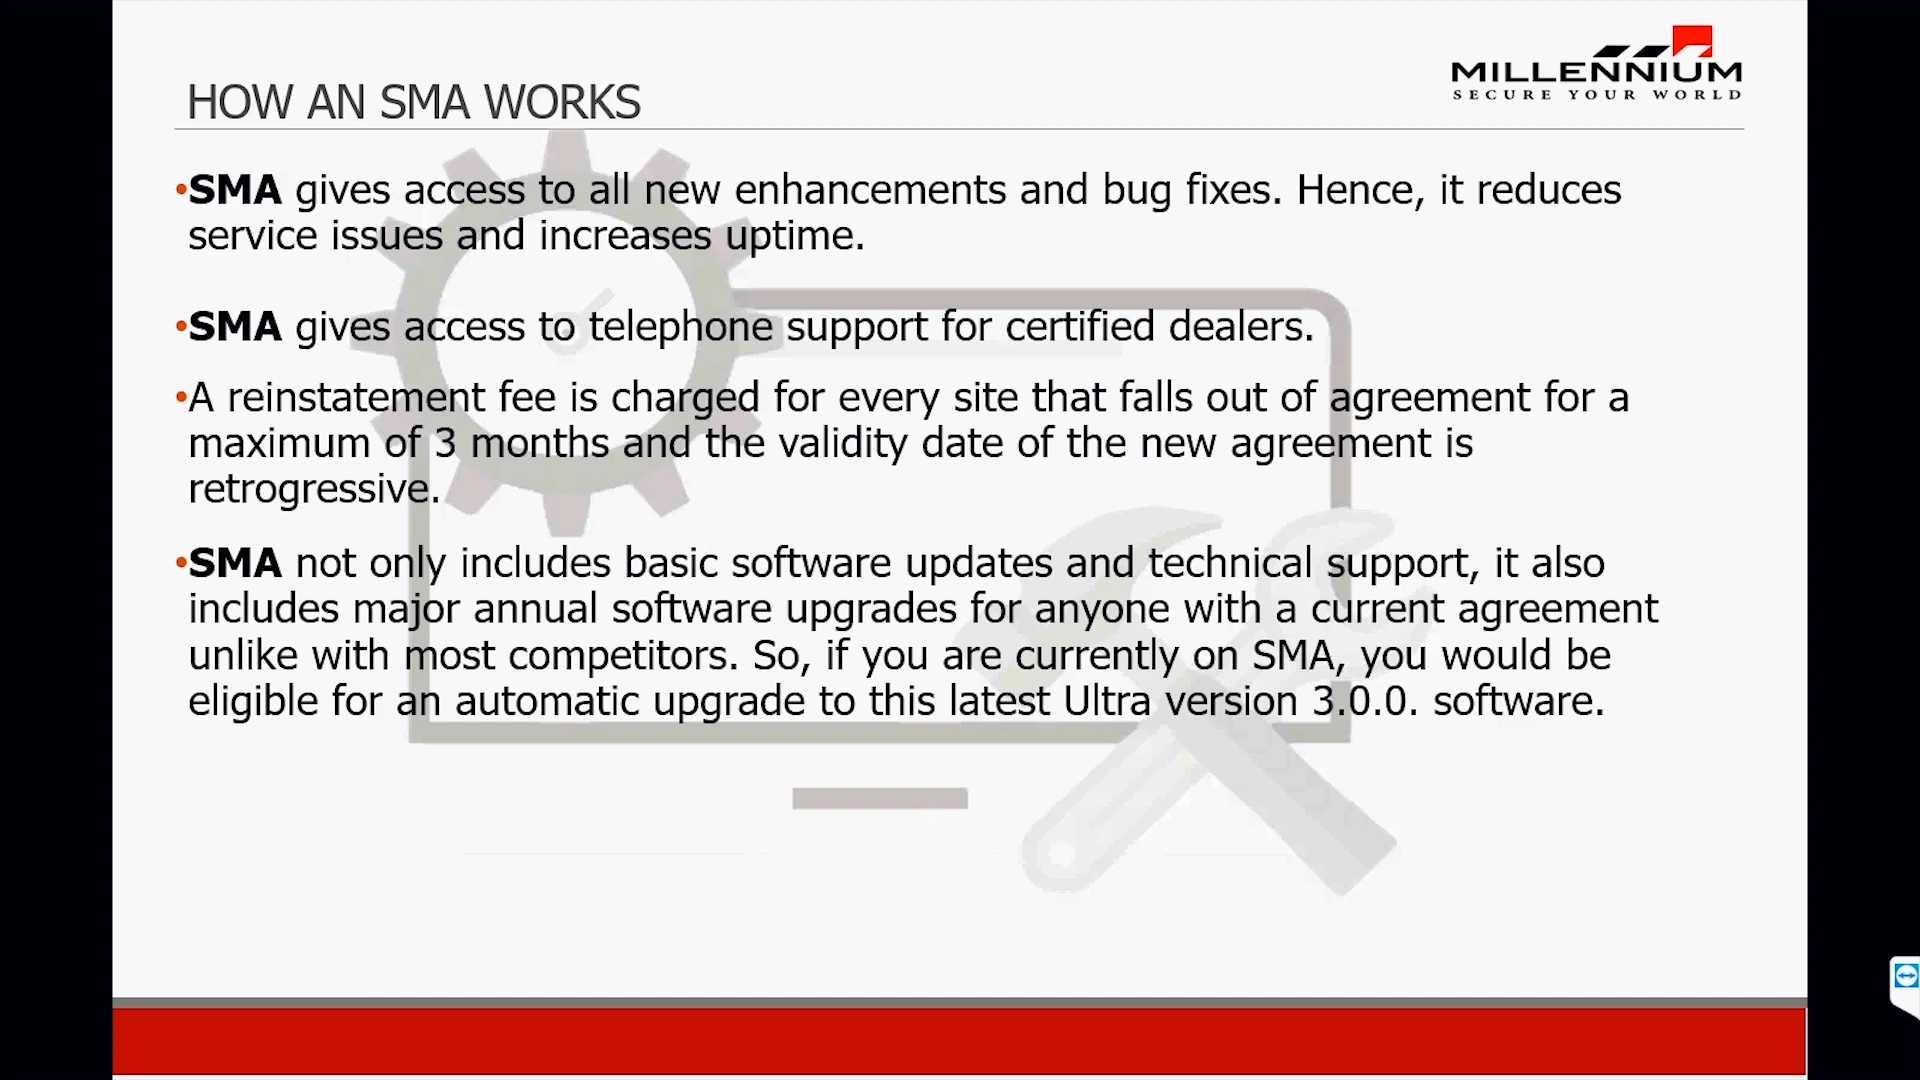 MILLENNIUM
SECURE YOUR WORLD
HOW AN SMA WORKS
•SMA gives access to all new enhancements and bug fixes. Hence, it reduces
service issues and increases uptime.
•SMA gives access to telephone support for certified dealers.
•A reinstatement fee is charged for every site that falls out of agreement for a
maximum of 3 months and the validity date of the new agreement is
retrogressive.
•SMA not only includes basic software updates and technical support, it also
includes major annual software upgrades for anyone with a current agreement
unlike with most competitors. So, if you are currently on SMA, you would be
eligible for an automatic upgrade to this latest Ultra version 3.0.0. software.